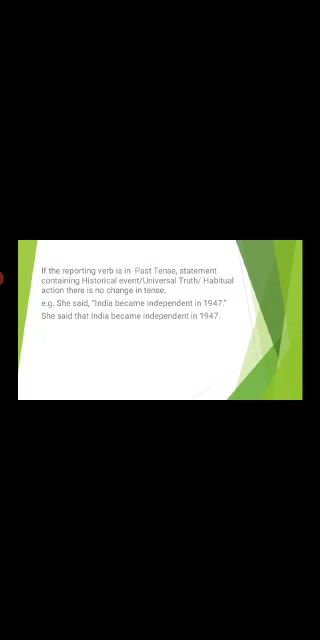 If the reporting verb is in  Past Tense, statement
containing Historical event/Universal Truth/ Habitual
action there is no change in tense.
e.g. She said, “India became independent in 1947.”
She said that India became independent in 1947.